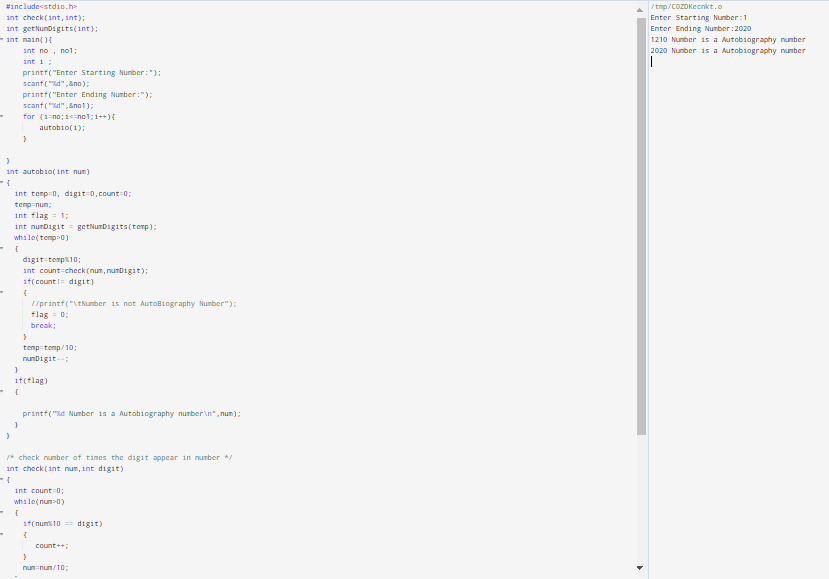 #include<stdio.h>
int check(int,int);
int getNumDigits(int);
int main(){
int no , no1;
int i ;
printf("Enter Starting Number:");
scanf("%d",&no);
printf("Enter Ending Number:");
scanf("%d",&no1);
for (i=no;i<=no1;i++){
autobio(i);
}
}
int autobio(int num)
{
int temp=0, digit=0,count=0;
temp=num;
int flag = 1;
int numDigit = getNumDigits(temp);
while(temp>0)
{
digit=temp%10;
int count=check(num,numDigit);
if(count!= digit)
{
//printf("\tNumber is not AutoBiography Number");
flag = 0;
break;
}
temp=temp/10;
numDigit--;
}
if(flag)
{
printf("%d Number is a Autobiography number\n",num);
}
}
/* check number of times the digit appear in number */
int check(int num,int digit)
{
int count=0;
while(num>0)
{
if(num%10 == digit)
{
count++;
}
num=num/10;
/tmp/COZDKecnkt.o
Enter Starting Number:1
Enter Ending Number:2020
1210 Number is a Autobiography number
2020 Number is a Autobiography number